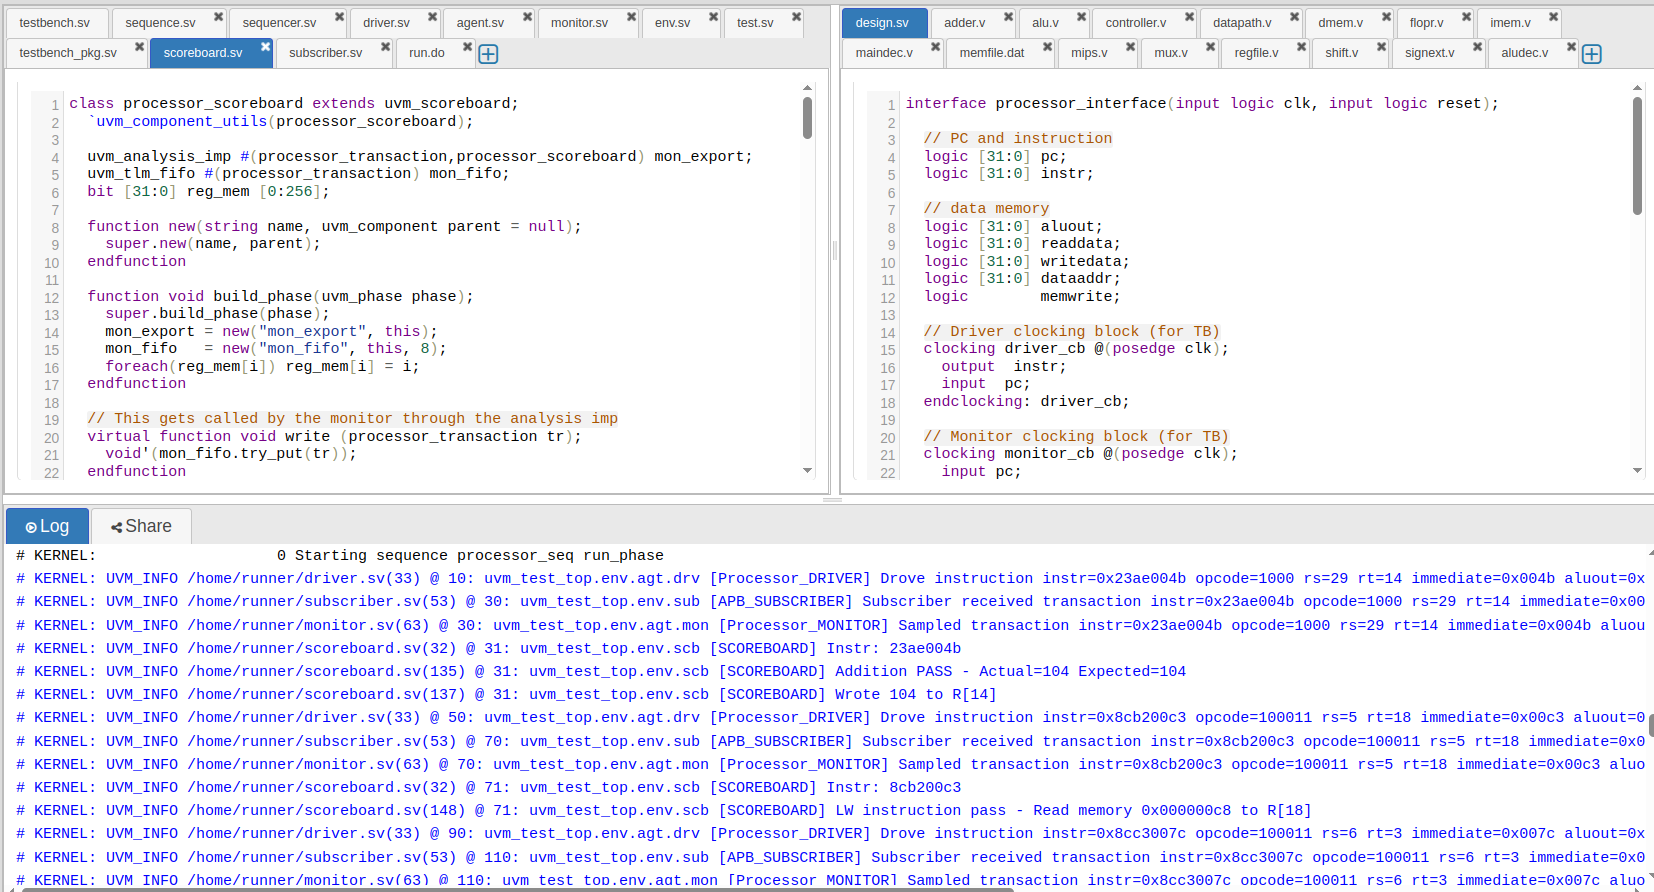 testbench.sv sequence.sv sequencer.sv driver.sv agent.sv monitor.sv env.sv test.sv
testbench_pkg.sv scoreboard.sv subscriber.sv run.do
1 class processor_scoreboard extends uvm_scoreboard;
2 `uvm_component_utils(processor_scoreboard);
3
4 uvm_analysis_imp #(processor_transaction,processor_scoreboard) mon_export;
5 uvm_tlm_fifo #(processor_transaction) mon_fifo;
6 bit [31:0] reg_mem [0:256];
7
8 function new(string name, uvm_component parent = null);
9 super.new(name, parent);
10 endfunction
11
12 function void build_phase(uvm_phase phase);
13 super.build_phase(phase);
14 mon_export = new("mon_export", this);
15 mon_fifo   = new("mon_fifo", this, 8);
16 foreach(reg_mem[i]) reg_mem[i] = i;
17 endfunction
18
19 // This gets called by the monitor through the analysis imp
20 virtual function void write (processor_transaction tr);
21 void'(mon_fifo.try_put(tr));
22 endfunction
design.sv adder.v alu.v controller.v datapath.v dmem.v flopr.v imem.v
maindec.v memfile.dat mips.v mux.v regfile.v shift.v signext.v aludec.v
1 interface processor_interface(input logic clk, input logic reset);
2
3 // PC and instruction
4 logic [31:0] pc;
5 logic [31:0] instr;
6
7 // data memory
8 logic [31:0] aluout;
9 logic [31:0] readdata;
10 logic [31:0] writedata;
11 logic [31:0] dataaddr;
12 logic        memwrite;
13
14 // Driver clocking block (for TB)
15 clocking driver_cb @(posedge clk);
16 output  instr;
17 input  pc;
18 endclocking: driver_cb;
19
20 // Monitor clocking block (for TB)
21 clocking monitor_cb @(posedge clk);
22 input pc;
Log Share
# KERNEL:                    0 Starting sequence processor_seq run_phase
# KERNEL: UVM_INFO /home/runner/driver.sv(33) @ 10: uvm_test_top.env.agt.drv [Processor_DRIVER] Drove instruction instr=0x23ae004b opcode=1000 rs=29 rt=14 immediate=0x004b aluout=0x
# KERNEL: UVM_INFO /home/runner/subscriber.sv(53) @ 30: uvm_test_top.env.sub [APB_SUBSCRIBER] Subscriber received transaction instr=0x23ae004b opcode=1000 rs=29 rt=14 immediate=0x00
# KERNEL: UVM_INFO /home/runner/monitor.sv(63) @ 30: uvm_test_top.env.agt.mon [Processor_MONITOR] Sampled transaction instr=0x23ae004b opcode=1000 rs=29 rt=14 immediate=0x004b aluou
# KERNEL: UVM_INFO /home/runner/scoreboard.sv(32) @ 31: uvm_test_top.env.scb [SCOREBOARD] Instr: 23ae004b
# KERNEL: UVM_INFO /home/runner/scoreboard.sv(135) @ 31: uvm_test_top.env.scb [SCOREBOARD] Addition PASS - Actual=104 Expected=104
# KERNEL: UVM_INFO /home/runner/scoreboard.sv(137) @ 31: uvm_test_top.env.scb [SCOREBOARD] Wrote 104 to R[14]
# KERNEL: UVM_INFO /home/runner/driver.sv(33) @ 50: uvm_test_top.env.agt.drv [Processor_DRIVER] Drove instruction instr=0x8cb200c3 opcode=100011 rs=5 rt=18 immediate=0x00c3 aluout=0
# KERNEL: UVM_INFO /home/runner/subscriber.sv(53) @ 70: uvm_test_top.env.sub [APB_SUBSCRIBER] Subscriber received transaction instr=0x8cb200c3 opcode=100011 rs=5 rt=18 immediate=0x0
# KERNEL: UVM_INFO /home/runner/monitor.sv(63) @ 70: uvm_test_top.env.agt.mon [Processor_MONITOR] Sampled transaction instr=0x8cb200c3 opcode=100011 rs=5 rt=18 immediate=0x00c3 aluo
# KERNEL: UVM_INFO /home/runner/scoreboard.sv(32) @ 71: uvm_test_top.env.scb [SCOREBOARD] Instr: 8cb200c3
# KERNEL: UVM_INFO /home/runner/scoreboard.sv(148) @ 71: uvm_test_top.env.scb [SCOREBOARD] LW instruction pass - Read memory 0x000000c8 to R[18]
# KERNEL: UVM_INFO /home/runner/driver.sv(33) @ 90: uvm_test_top.env.agt.drv [Processor_DRIVER] Drove instruction instr=0x8cc3007c opcode=100011 rs=6 rt=3 immediate=0x007c aluout=0x
# KERNEL: UVM_INFO /home/runner/subscriber.sv(53) @ 110: uvm_test_top.env.sub [APB_SUBSCRIBER] Subscriber received transaction instr=0x8cc3007c opcode=100011 rs=6 rt=3 immediate=0x0
# KERNEL: UVM_INFO /home/runner/monitor.sv(63) @ 110: uvm_test_top.env.agt.mon [Processor_MONITOR] Sampled transaction instr=0x8cc3007c opcode=100011 rs=6 rt=3 immediate=0x007c aluo